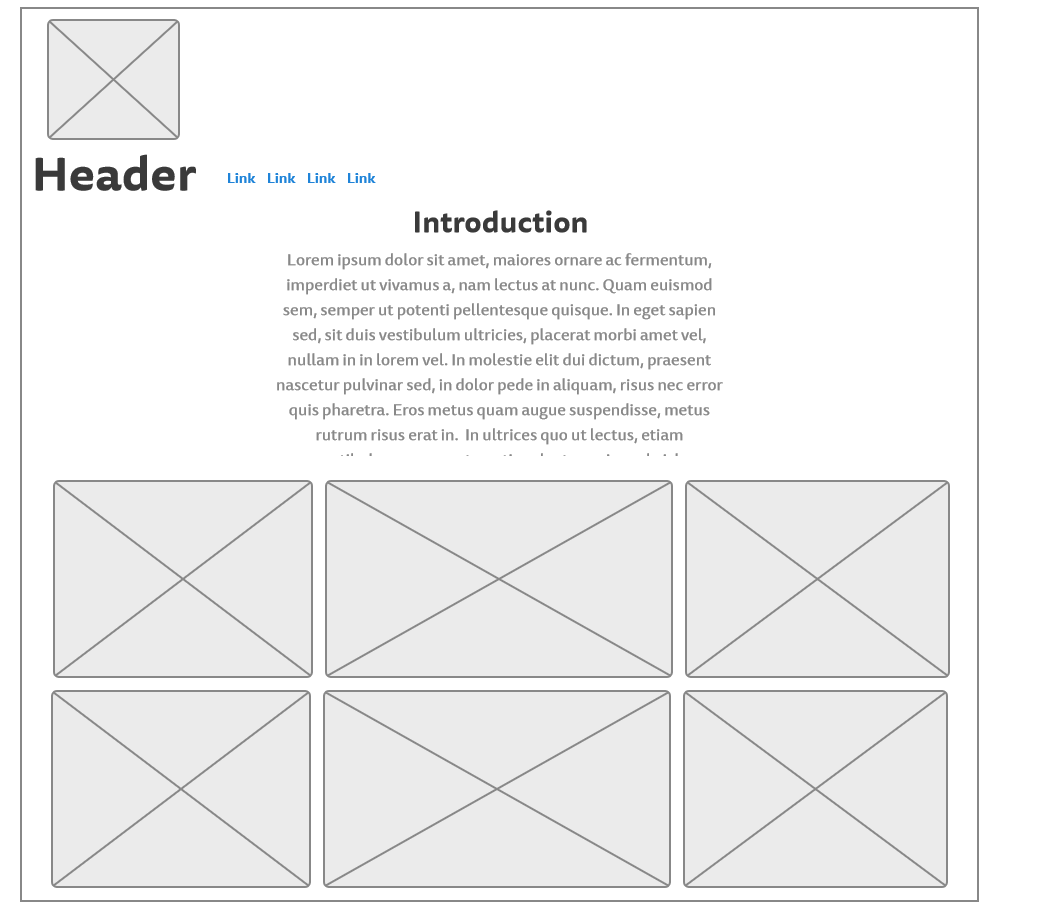 Header
Link Link Link Link
Introduction
Lorem ipsum dolor sit amet, maiores ornare ac fermentum,
imperdiet ut vivamus a, nam lectus at nunc. Quam euismod
sem, semper ut potenti pellentesque quisque. In eget sapien
sed, sit duis vestibulum ultricies, placerat morbi amet vel,
nullam in in lorem vel. In molestie elit dui dictum, praesent
nascetur pulvinar sed, in dolor pede in aliquam, risus nec error
quis pharetra. Eros metus quam augue suspendisse, metus
rutrum risus erat in.  In ultrices quo ut lectus, etiam